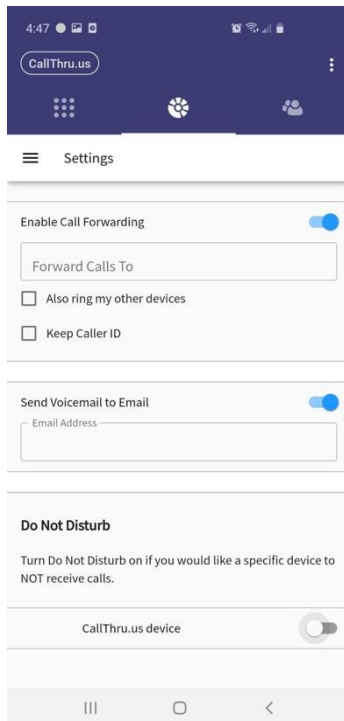 4:47
CallThru.us
Settings
Enable Call Forwarding
Forward Calls To
Also ring my other devices
Keep Caller ID
Send Voicemail to Email
Email Address
Do Not Disturb
Turn Do Not Disturb on if you would like a specific device to
NOT receive calls.
CallThru.us device